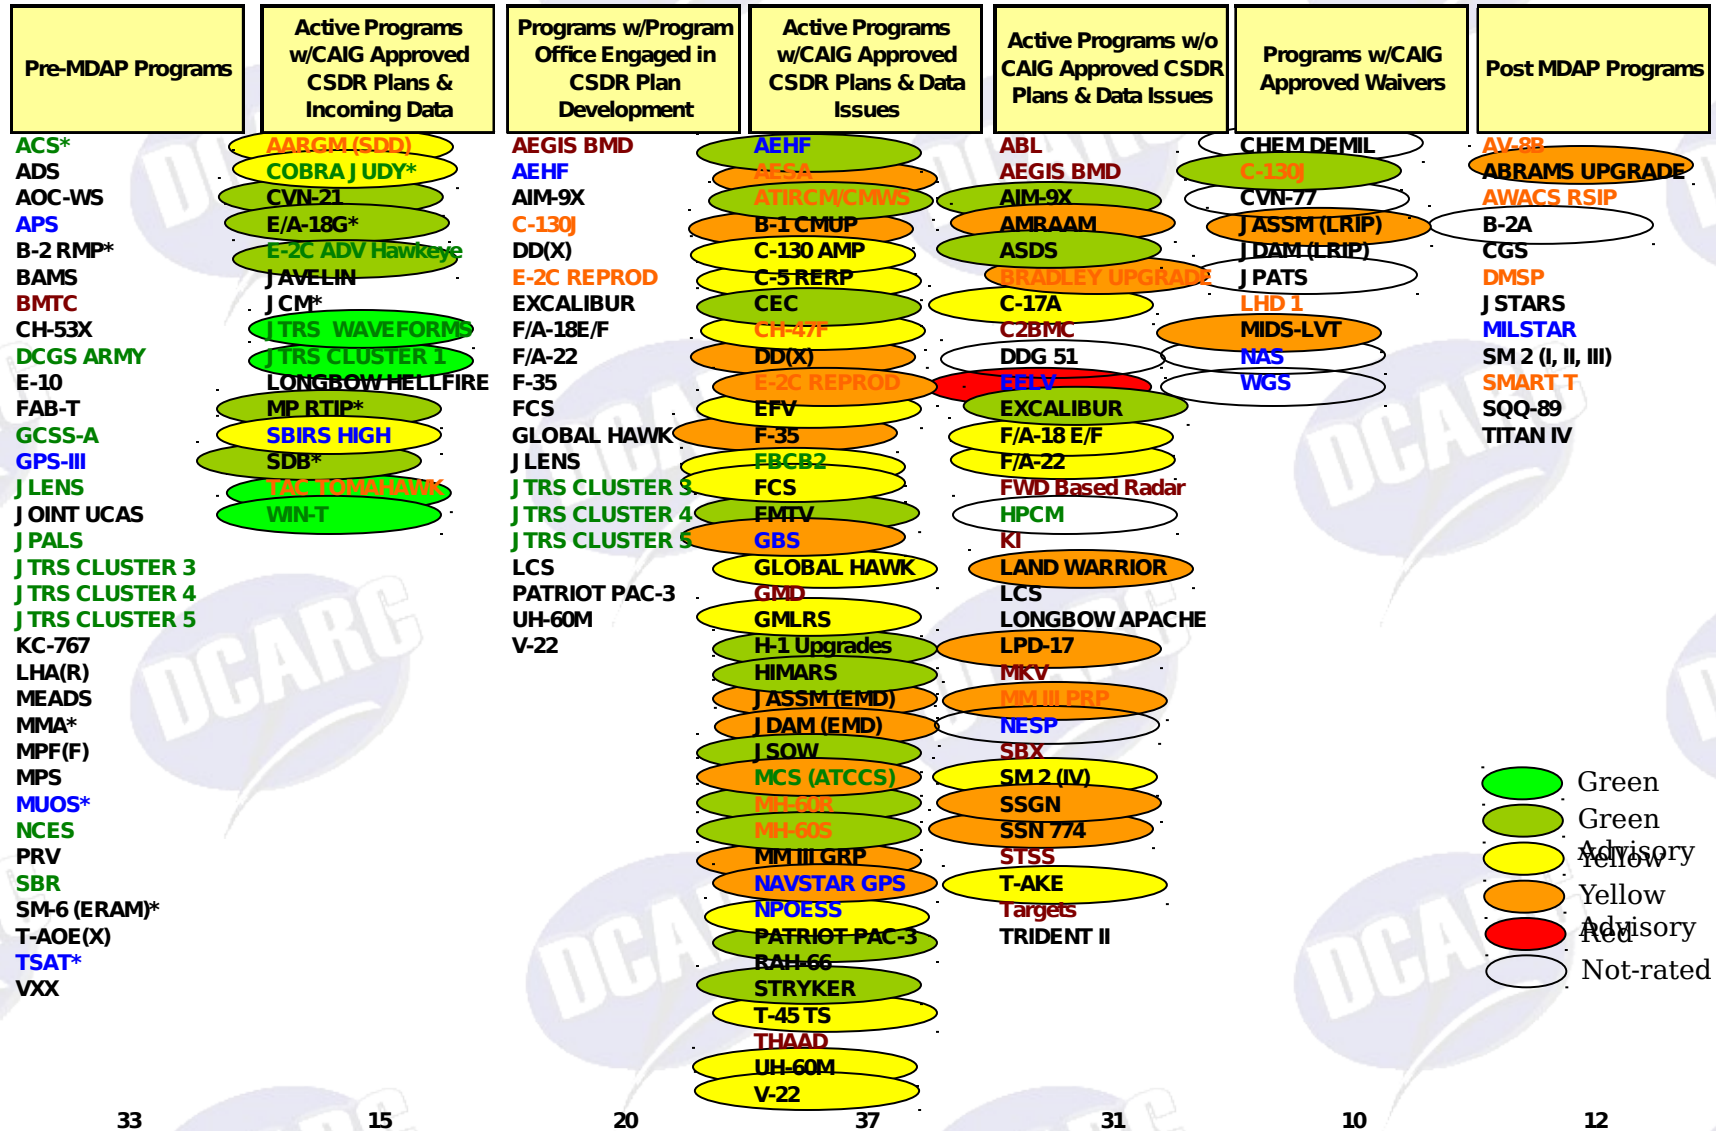 Pre-MDAP Programs
ACS*
ADS
AOC-WS
APS
B-2 RMP*
BAMS
BMTC
CH-53X
DCGS ARMY
E-10
FAB-T
GCSS-A
GPS-III
JLENS
JOINT UCAS
JPALS
JTRS CLUSTER 3
JTRS CLUSTER 4
JTRS CLUSTER 5
KC-767
LHA(R)
MEADS
MMA*
MPF(F)
MPS
MUOS*
NCES
PRV
SBR
SM-6 (ERAM)*
T-AOE(X)
TSAT*
VXX
33
Active Programs
w/CAIG Approved
CSDR Plans &
Incoming Data
AARGM (SDD)
COBRA JUDY*
CVN-21
E/A-18G*
E-2C ADV Hawkeye
JAVELIN
JCM*
JTRS WAVEFORMS
JTRS CLUSTER 1
LONGBOW HELLFIRE
MP RTIP*
SBIRS HIGH
SDB*
TAC TOMAHAWK
WIN-T
15
Programs w/Program
Office Engaged in
CSDR Plan
Development
AEGIS BMD
AEHF
AIM-9X
C-130J
DD(X)
E-2C REPROD
EXCALIBUR
F/A-18E/F
F/A-22
F-35
FCS
GLOBAL HAWK
JLENS
JTRS CLUSTER 3
JTRS CLUSTER 4
JTRS CLUSTER 5
LCS
PATRIOT PAC-3
UH-60M
V-22
20
Active Programs
w/CAIG Approved
CSDR Plans & Data
Issues
AEHF
AESA
ATIRCM/CMWS
B-1 CMUP
C-130 AMP
C-5 RERP
CEC
CH-47F
DD(X)
E-2C REPROD
EFV
F-35
FBCB2
FCS
FMTV
GBS
GLOBAL HAWK
GMD
GMLRS
H-1 Upgrades
HIMARS
JASSM (EMD)
JDAM (EMD)
JSOW
MCS (ATCCS)
MH-60R
MH-60S
MM III GRP
NAVSTAR GPS
NPOESS
PATRIOT PAC-3
RAH-66
STRYKER
T-45 TS
THAAD
UH-60M
V-22
37
Active Programs w/o
CAIG Approved CSDR
Plans & Data Issues
ABL
AEGIS BMD
AIM-9X
AMRAAM
ASDS
BRADLEY UPGRADE
C-17A
C2BMC
DDG 51
EELV
EXCALIBUR
F/A-18 E/F
F/A-22
FWD Based Radar
HPCM
KI
LAND WARRIOR
LCS
LONGBOW APACHE
LPD-17
MKV
MM III PRP
NESP
SBX
SM 2 (IV)
SSGN
SSN 774
STSS
T-AKE
Targets
TRIDENT II
31
Programs w/CAIG
Approved Waivers
CHEM DEMIL
C-130J
CVN-77
JASSM (LRIP)
JDAM (LRIP)
JPATS
LHD 1
MIDS-LVT
NAS
WGS
10
Post MDAP Programs
AV-8B
ABRAMS UPGRADE
AWACS RSIP
B-2A
CGS
DMSP
JSTARS
MILSTAR
SM 2 (I, II, III)
SMART T
SQQ-89
TITAN IV
12
Green
Green
Advisory
Yellow
Yellow
Advisory
Red
Not-rated
DCARC
DCARC
DCARC
DCARC
DCARC
DCARC
DCARC